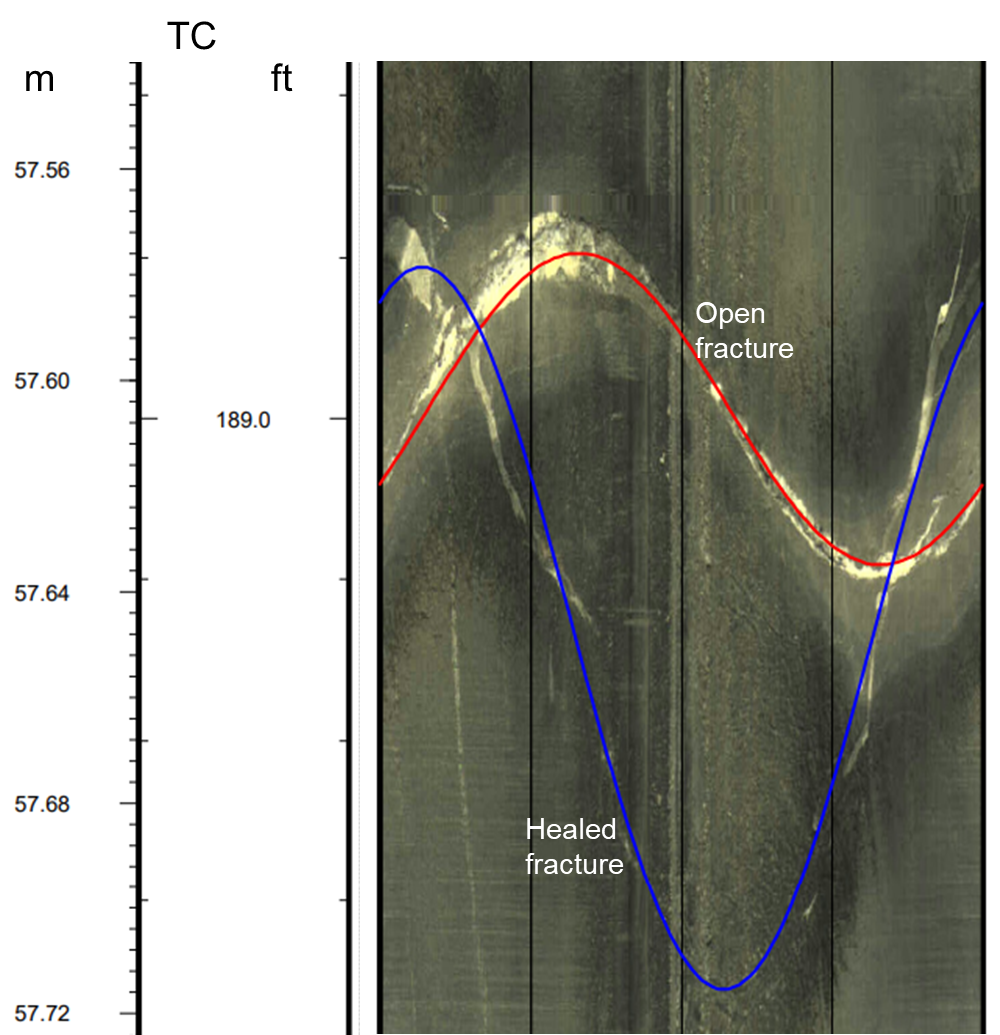 TC
m
ft
57.56
57.60
189.0
57.64
57.68
57.72
Open
fracture
Healed
fracture